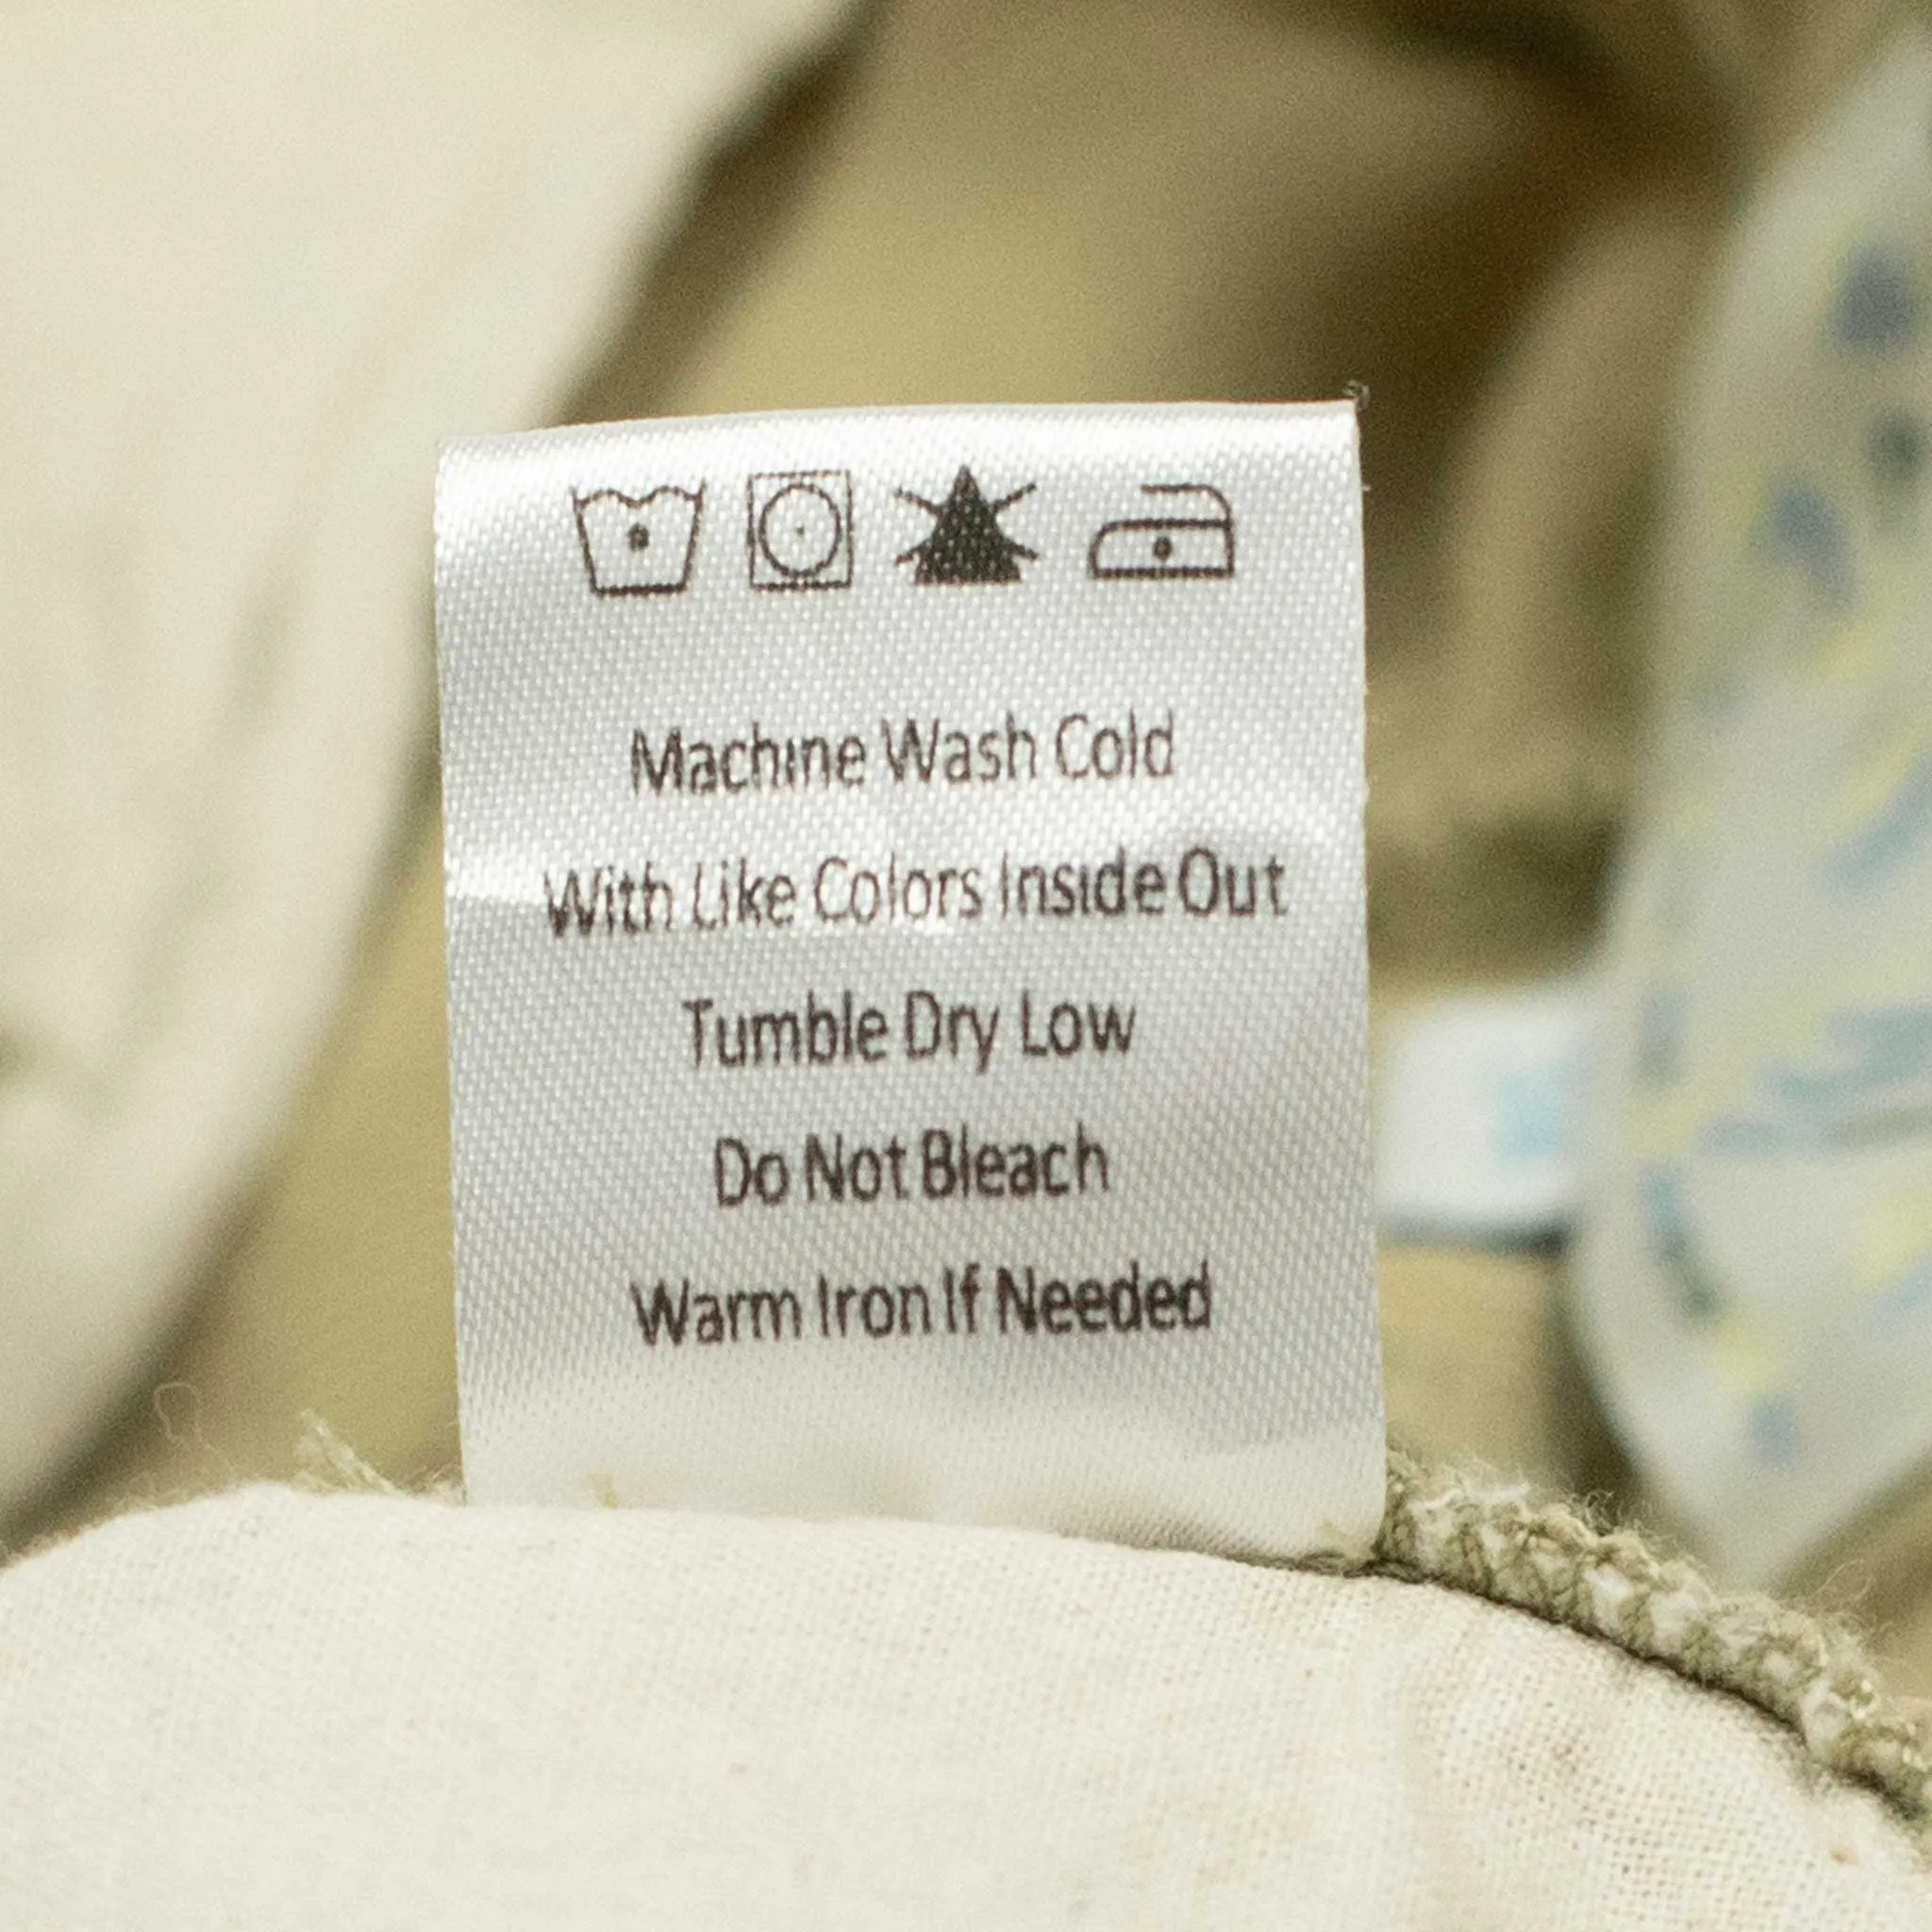 Machine Wash Cold
With Like Colors Inside Out
Tumble Dry Low
Do Not Bleach
Warm Iron If Needed